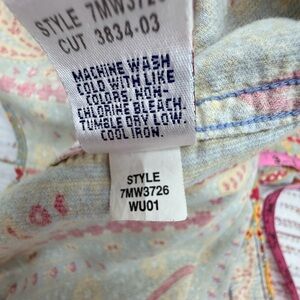 STYLE 7MW3726
CUT 3834-03
MACHINE WASH
COLD WITH LIKE
COLORS. NON-
CHLORINE BLEACH.
TUMBLE DRY LOW.
COOL IRON.
STYLE
7MW3726
WU01